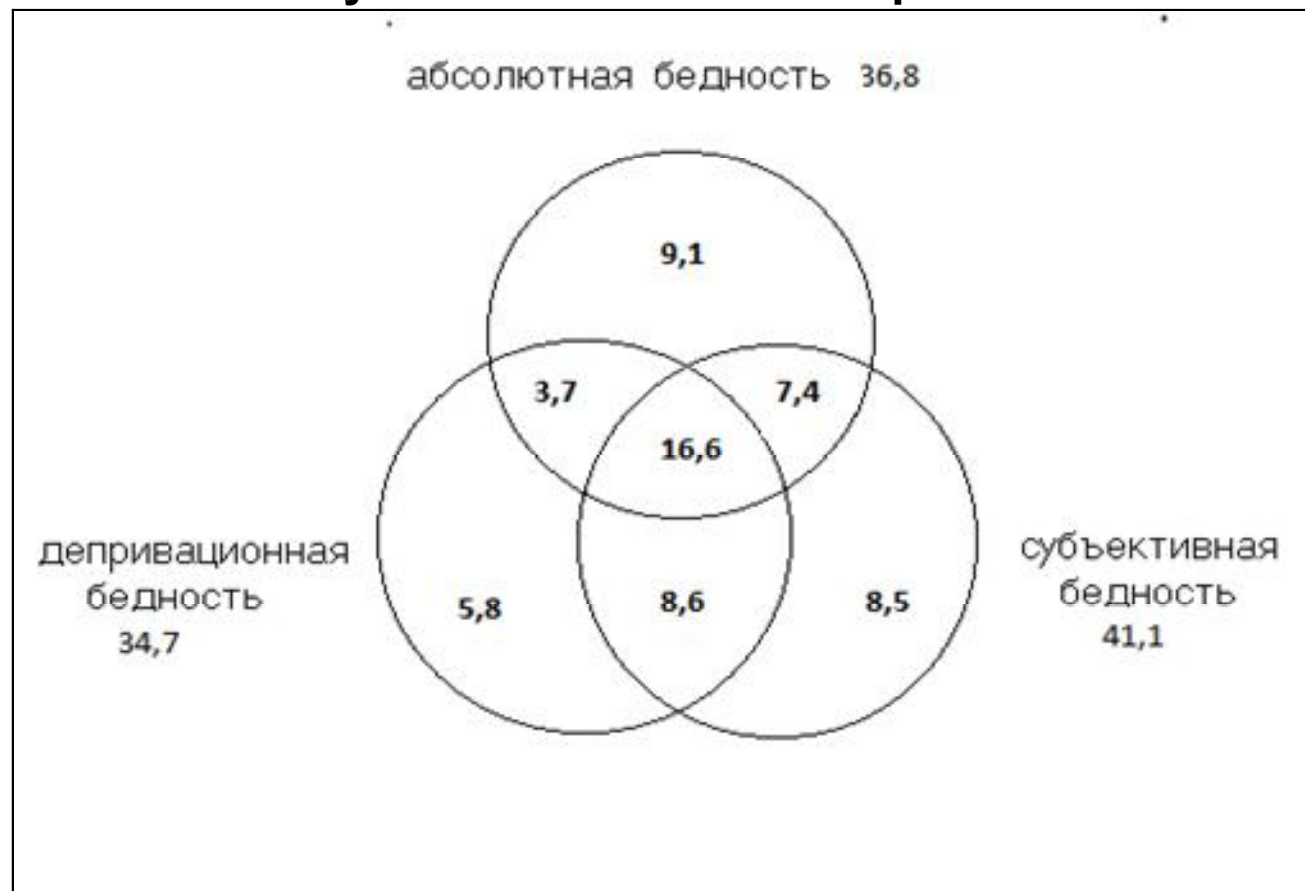 абсолютная бедность 36,8
9,1
3,7
7,4
16,6
депривационная
бедность
34,7
субъективная
бедность
41,1
5,8
8,6
8,5